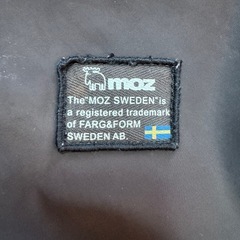 moz
The"MOZ SWEDEN"is
a registered trademark
of FARG&FORM
SWEDEN AB.